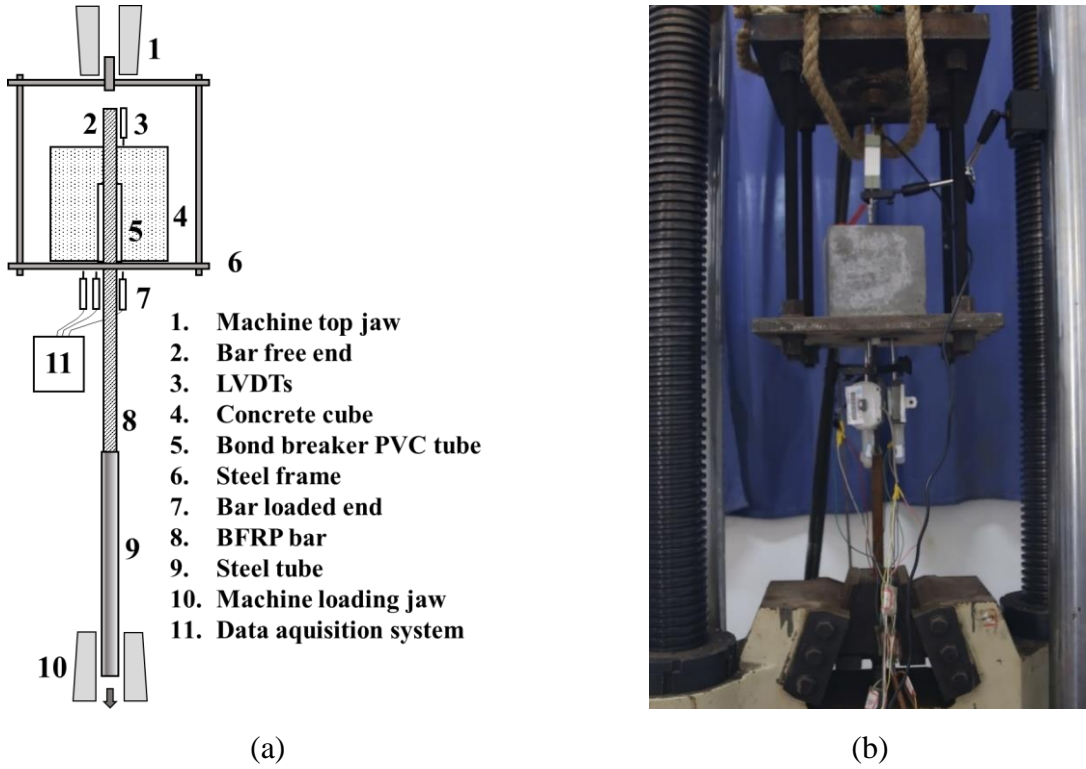 1
2
3
4
5
6
7
8
9
10
11
1. Machine top jaw
2. Bar free end
3. LVDTs
4. Concrete cube
5. Bond breaker PVC tube
6. Steel frame
7. Bar loaded end
8. BFRP bar
9. Steel tube
10. Machine loading jaw
11. Data aquisition system
(a)
(b)